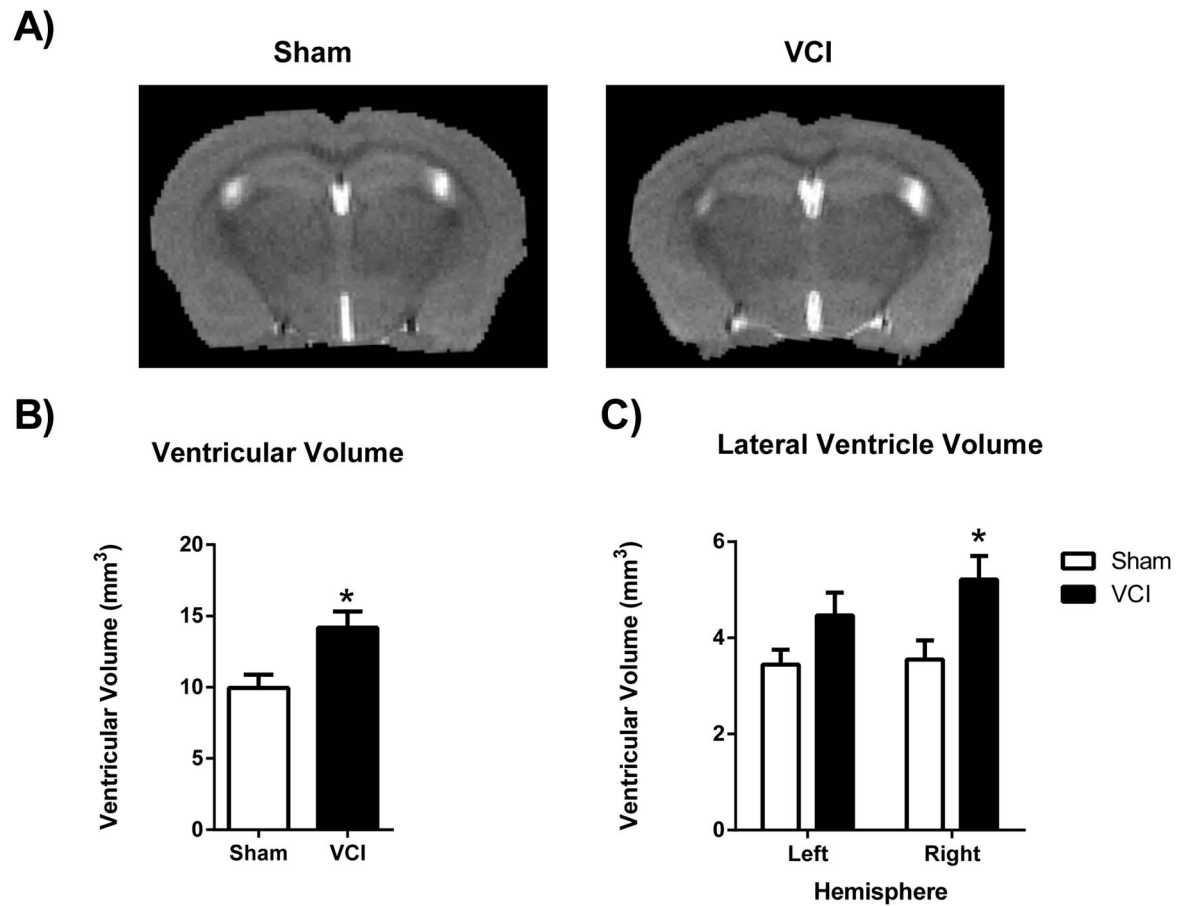 A)
Sham
VCI
B)
Ventricular Volume
Ventricular Volume (mm³)
20
15
10
5
0
*
Sham
VCI
C)
Lateral Ventricle Volume
Ventricular Volume (mm³)
6
4
2
0
*
Left
Right
Hemisphere
Sham
VCI